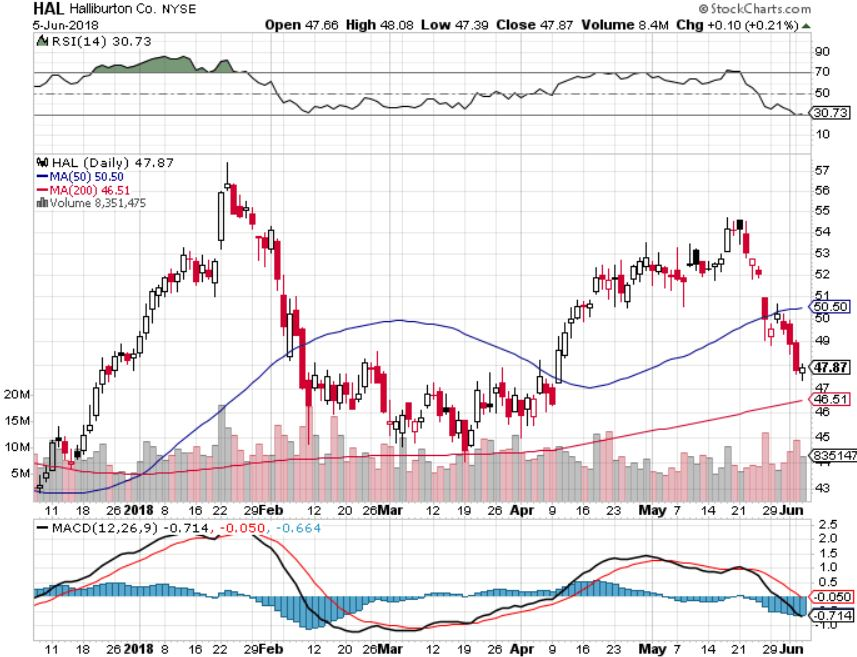 HAL Halliburton Co. NYSE © StockCharts.com
5-Jun-2018 Open 47.66 High 48.08 Low 47.39 Close 47.87 Volume 8.4M Chg +0.10 (+0.21%)
RSI(14) 30.73
90
70
50
30.73
10
HAL (Daily) 47.87
MA(50) 50.50
MA(200) 46.51
Volume 8,351,475
57
56
55
54
53
52
51
50.50
50
49
47.87
47
46.51
46
45
835147
43
20M
15M
10M
5M
11 18 26 2018 8 16 22 29 Feb 12 20 26 Mar 12 19 26 Apr 9 16 23 May 7 14 21 29 Jun
MACD(12,26,9) -0.714, -0.050, -0.664
2.5
2.0
1.5
1.0
0.5
-0.050
-0.714
-1.0
11 18 26 2018 8 16 22 29 Feb 12 20 26 Mar 12 19 26 Apr 9 16 23 May 7 14 21 29 Jun